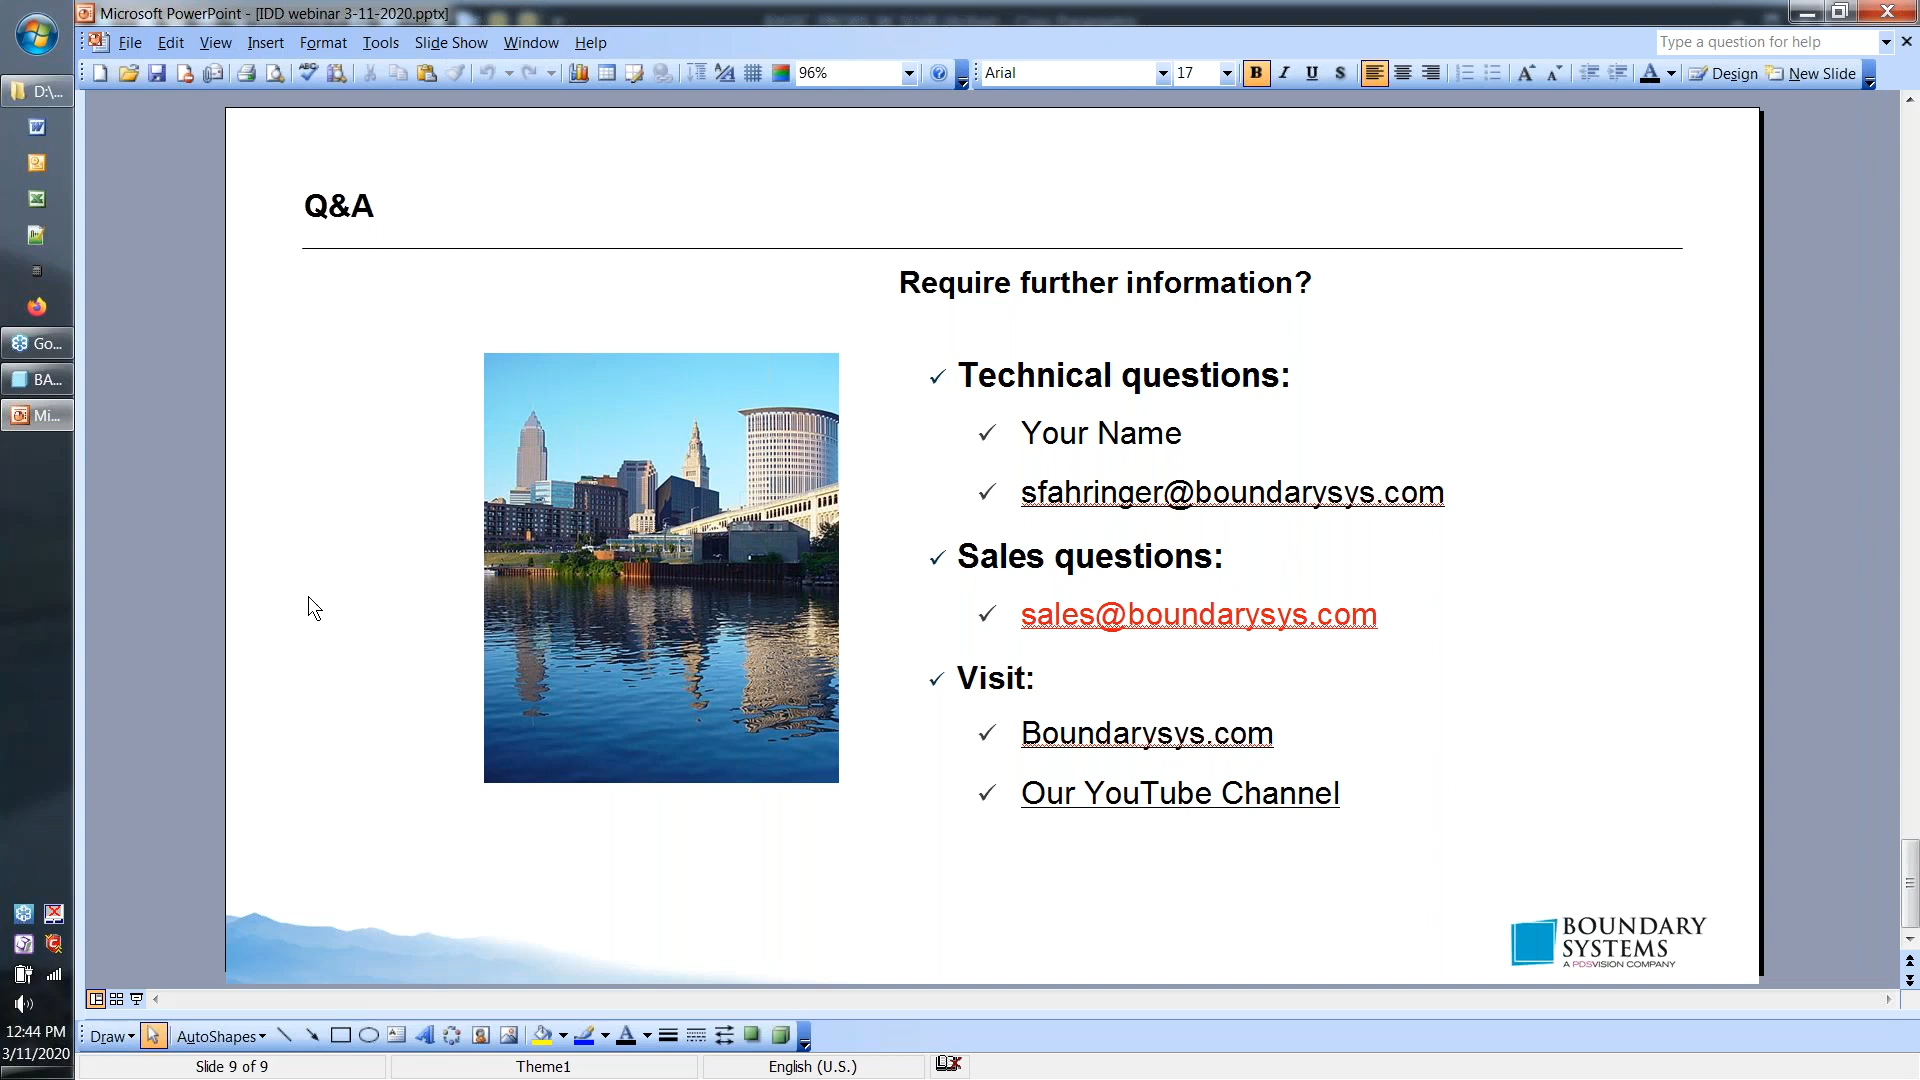 Microsoft PowerPoint - [IDD webinar 3-11-2020.pptx]
File Edit View Insert Format Tools Slide Show Window Help
Type a question for help
96%
Arial
17
B I U S
A A
A
Design
New Slide
D:\...
Go...
BA...
Mi...
Q&A
Require further information?
Technical questions:
Your Name
sfahringer@boundarysys.com
Sales questions:
sales@boundarysys.com
Visit:
Boundarysys.com
Our YouTube Channel
BOUNDARY
SYSTEMS
A PDSVISION COMPANY
12:44 PM
3/11/2020
Draw
AutoShapes
A
Slide 9 of 9
Theme1
English (U.S.)